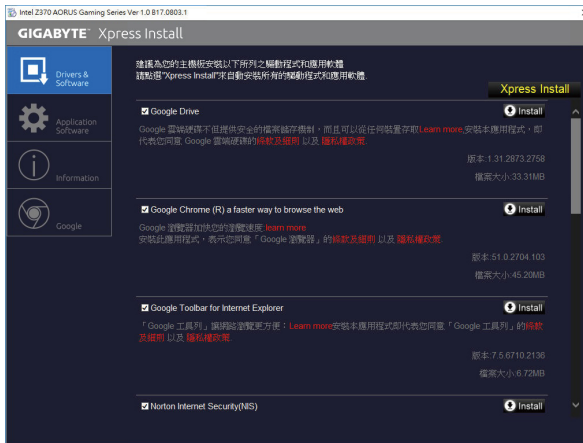 Intel Z370 AORUS Gaming Series Ver 1.0 B17.0803.1
GIGABYTE™ Xpress Install
Drivers &
Software
Application
Software
Information
Google
建議為您的主機板安裝以下所列之驅動程式和應用軟體
請點選"Xpress Install"來自動安裝所有的驅動程式和應用軟體.
Xpress Install
Google Drive
Install
Google 雲端硬碟不但提供安全的檔案儲存機制，而且可以從任何裝置存取Learn more,安裝本應用程式，即
代表您同意 Google 雲端硬碟的條款及細則 以及 隱私權政策.
版本:1.31.2873.2758
檔案大小:33.31MB
Google Chrome (R) a faster way to browse the web
Install
Google 瀏覽器加快您的瀏覽速度 learn more.
安裝此應用程式，表示您同意「Google 瀏覽器」的條款及細則 以及 隱私權政策.
版本:51.0.2704.103
檔案大小:45.20MB
Google Toolbar for Internet Explorer
Install
「Google 工具列」讓網路瀏覽更方便：Learn more安裝本應用程式即代表您同意「Google 工具列」的條款
及細則 以及 隱私權政策.
版本:7.5.6710.2136
檔案大小:6.72MB
Norton Internet Security(NIS)
Install